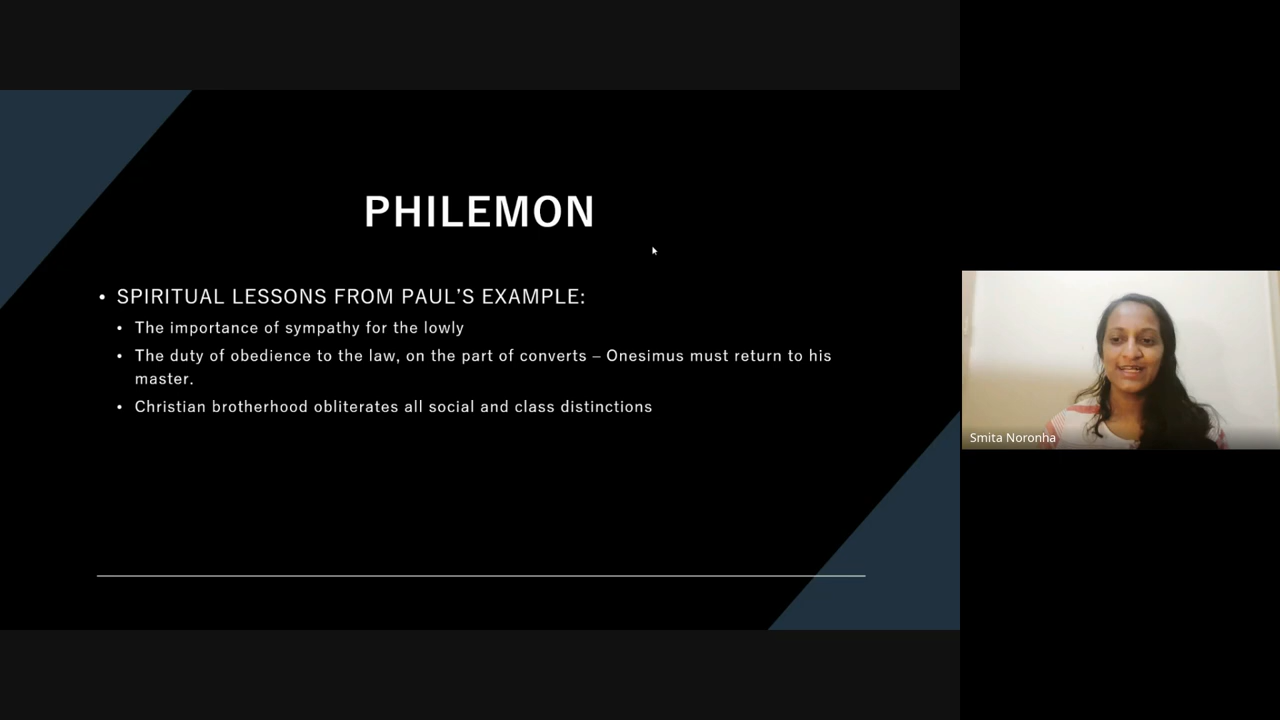 PHILEMON
• SPIRITUAL LESSONS FROM PAUL'S EXAMPLE:
• The importance of sympathy for the lowly
• The duty of obedience to the law, on the part of converts – Onesimus must return to his
master.
• Christian brotherhood obliterates all social and class distinctions
Smita Noronha